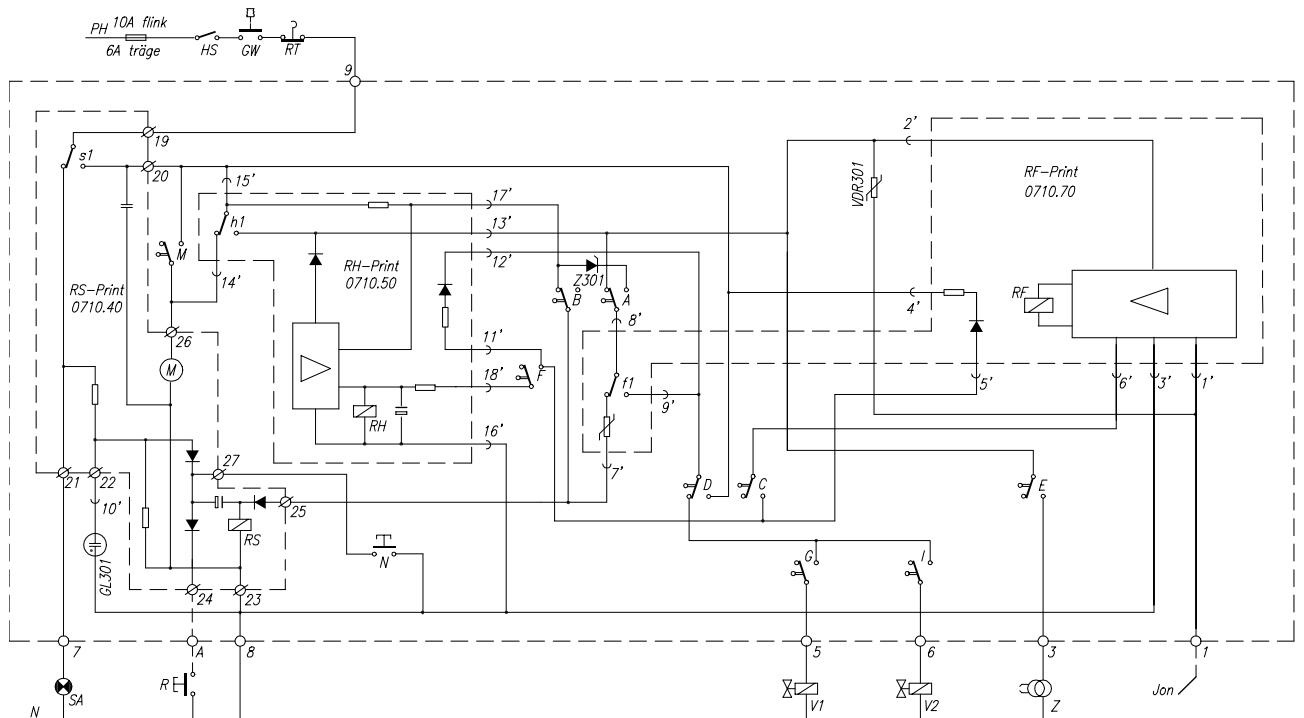 PH 10A flink
6A träge
HS
GW
RT
9
19
s1
20
15'
h1
17'
13'
12'
2'
VDR301
RF-Print
0710.70
M
14'
RH-Print
0710.50
RS-Print
0710.40
Z301
B
A
8'
4'
RF
26
M
11'
F
18'
f1
9'
5'
6'
3'
1'
RH
16'
7'
27
21
22
10'
25
D
C
E
RS
N
GL301
24
23
G
I
7
A
8
5
6
3
1
SA
N
R
V1
V2
Z
Jon